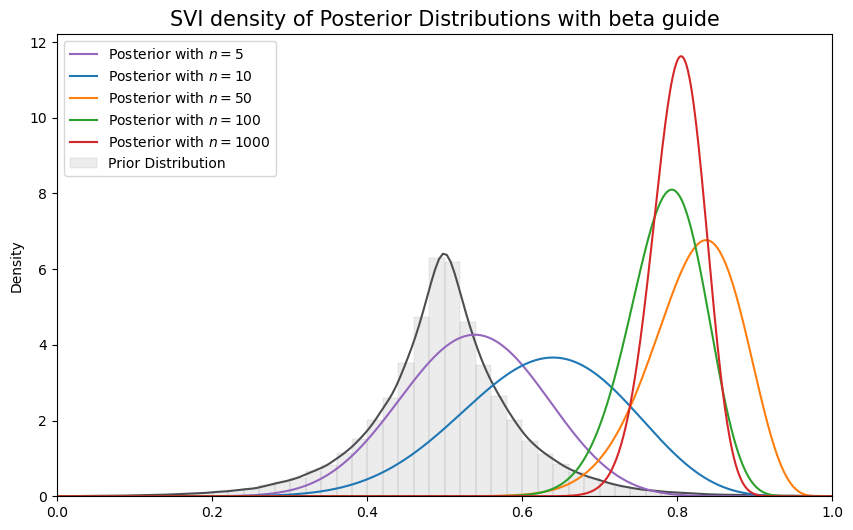 SVI density of Posterior Distributions with beta guide
Posterior with n = 5
Posterior with n = 10
Posterior with n = 50
Posterior with n = 100
Posterior with n = 1000
Prior Distribution
Density
12
10
8
6
4
2
0
0.0 0.2 0.4 0.6 0.8 1.0